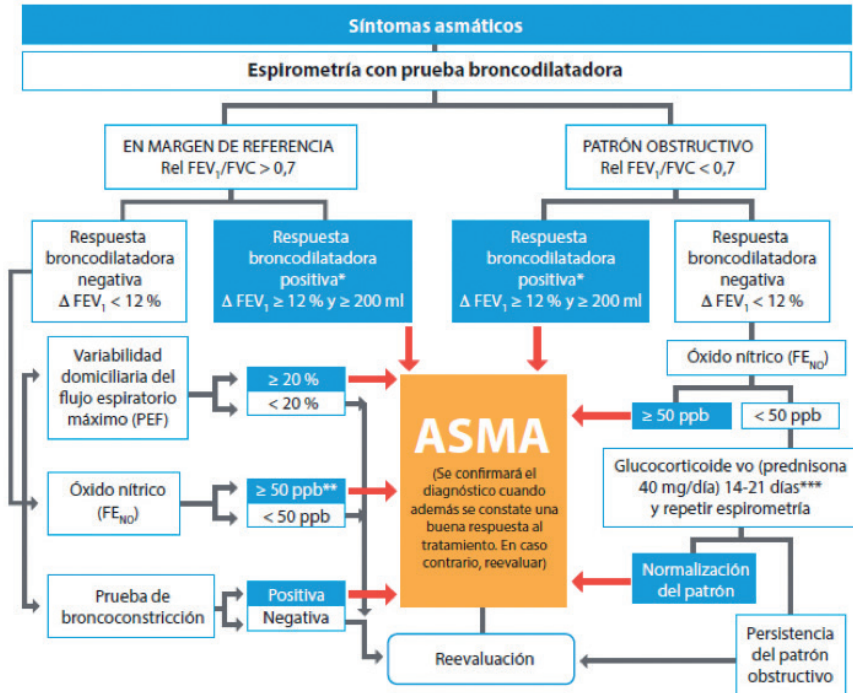 Síntomas asmáticos
Espirometría con prueba broncodilatadora
EN MARGEN DE REFERENCIA
Rel FEV₁/FVC > 0,7
PATRÓN OBSTRUCTIVO
Rel FEV₁/FVC < 0,7
Respuesta
broncodilatadora
negativa
Δ FEV₁ < 12 %
Respuesta
broncodilatadora
positiva*
Δ FEV₁ ≥ 12 % y ≥ 200 ml
Respuesta
broncodilatadora
positiva*
Δ FEV₁ ≥ 12 % y ≥ 200 ml
Respuesta
broncodilatadora
negativa
Δ FEV₁ < 12 %
Variabilidad
domiciliaria del
flujo espiratorio
máximo (PEF)
≥ 20 %
< 20 %
Óxido nítrico
(FE_NO)
≥ 50 ppb**
< 50 ppb
Prueba de
broncoconstricción
Positiva
Negativa
ASMA
(Se confirmará el
diagnóstico cuando
además se constate una
buena respuesta al
tratamiento. En caso
contrario, reevaluar)
Óxido nítrico (FE_NO)
≥ 50 ppb
< 50 ppb
Glucocorticoide vo (prednisona
40 mg/día) 14-21 días***
y repetir espirometría
Normalización
del patrón
Persistencia
del patrón
obstructivo
Reevaluación